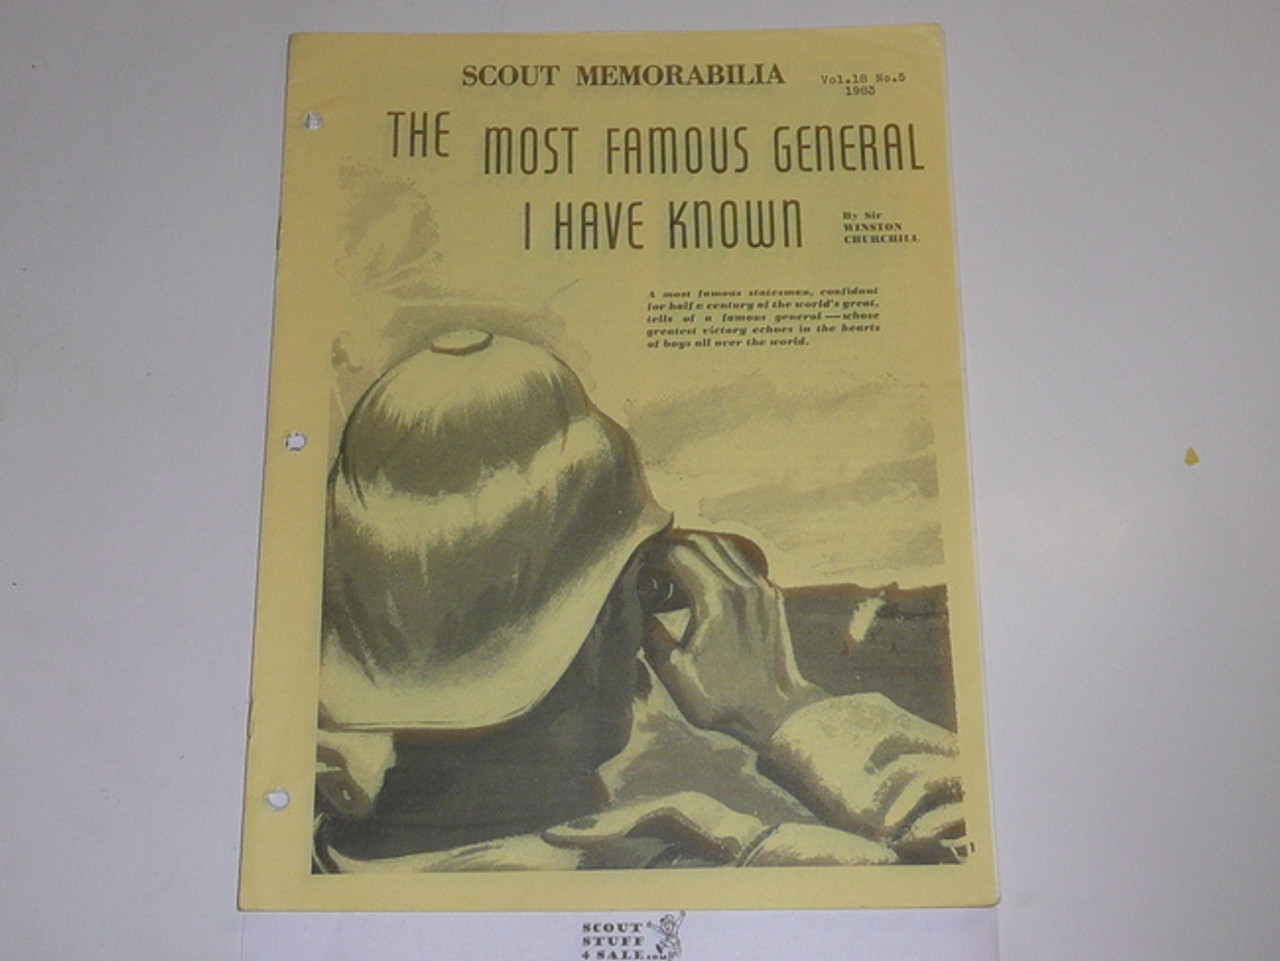 SCOUT MEMORABILIA
Vol.18 No.5
1983
THE MOST FAMOUS GENERAL
I HAVE KNOWN
By Sir
WINSTON
CHURCHILL
A most famous statesman, confidant
for half a century of the world's great,
tells of a famous general — whose
greatest victory echoes in the hearts
of boys all over the world.
1
SCOUT
STUFF
4 SALE.com